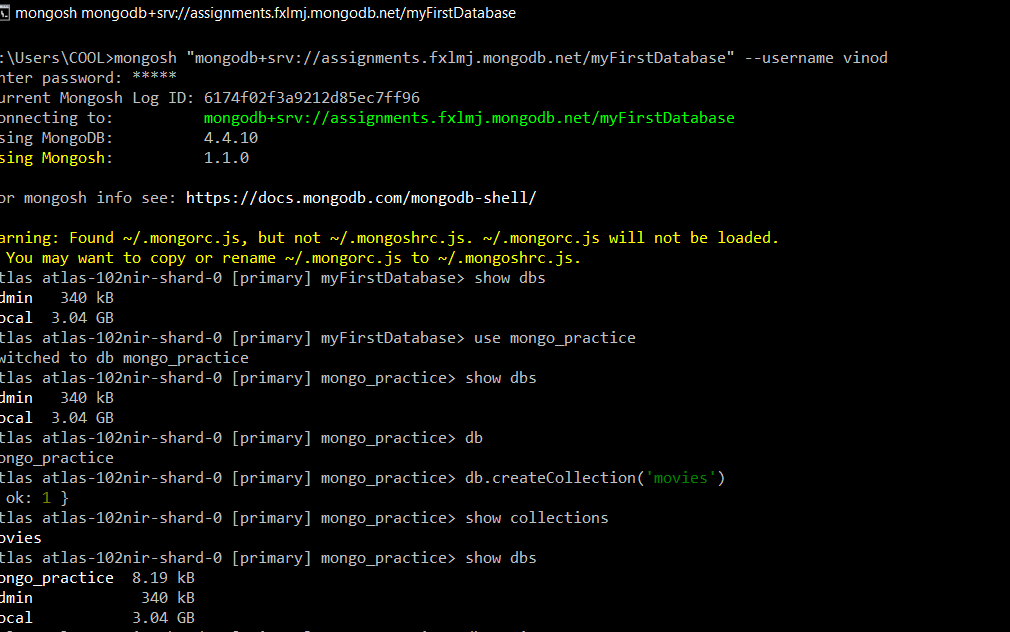 mongosh mongodb+srv://assignments.fxlmj.mongodb.net/myFirstDatabase
:\Users\COOL>mongosh "mongodb+srv://assignments.fxlmj.mongodb.net/myFirstDatabase" --username vinod
nter password: *****
urrent Mongosh Log ID: 6174f02f3a9212d85ec7ff96
onnecting to: mongodb+srv://assignments.fxlmj.mongodb.net/myFirstDatabase
sing MongoDB: 4.4.10
sing Mongosh: 1.1.0
or mongosh info see: https://docs.mongodb.com/mongodb-shell/
arning: Found ~/.mongorc.js, but not ~/.mongoshrc.js. ~/.mongorc.js will not be loaded.
You may want to copy or rename ~/.mongorc.js to ~/.mongoshrc.js.
tlas atlas-102nir-shard-0 [primary] myFirstDatabase> show dbs
dmin 340 kB
ocal 3.04 GB
tlas atlas-102nir-shard-0 [primary] myFirstDatabase> use mongo_practice
witched to db mongo_practice
tlas atlas-102nir-shard-0 [primary] mongo_practice> show dbs
dmin 340 kB
ocal 3.04 GB
tlas atlas-102nir-shard-0 [primary] mongo_practice> db
ongo_practice
tlas atlas-102nir-shard-0 [primary] mongo_practice> db.createCollection('movies')
ok: 1 }
tlas atlas-102nir-shard-0 [primary] mongo_practice> show collections
ovies
tlas atlas-102nir-shard-0 [primary] mongo_practice> show dbs
ongo_practice 8.19 kB
dmin 340 kB
ocal 3.04 GB